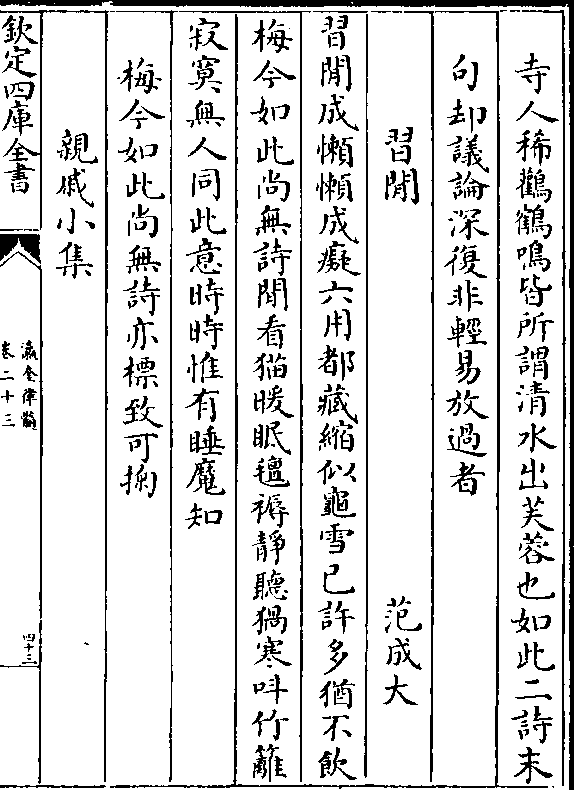 寺人稀鸛鶴鳴皆所謂清水出芙蓉也如此二詩末
句却議論深復非輕易放過者
習閒　范成大
習閒成懶懶成癡六用都藏縮似龜雪已許多猶不飲
梅今如此尚無詩閒看猫暖眠氊褥靜聽猧寒呌竹籬
寂寞無人同此意時時惟有睡魔知
梅今如此尚無詩亦標致可掬
親戚小集
欽定四庫全書
瀛奎律髓
卷二十三
四十三